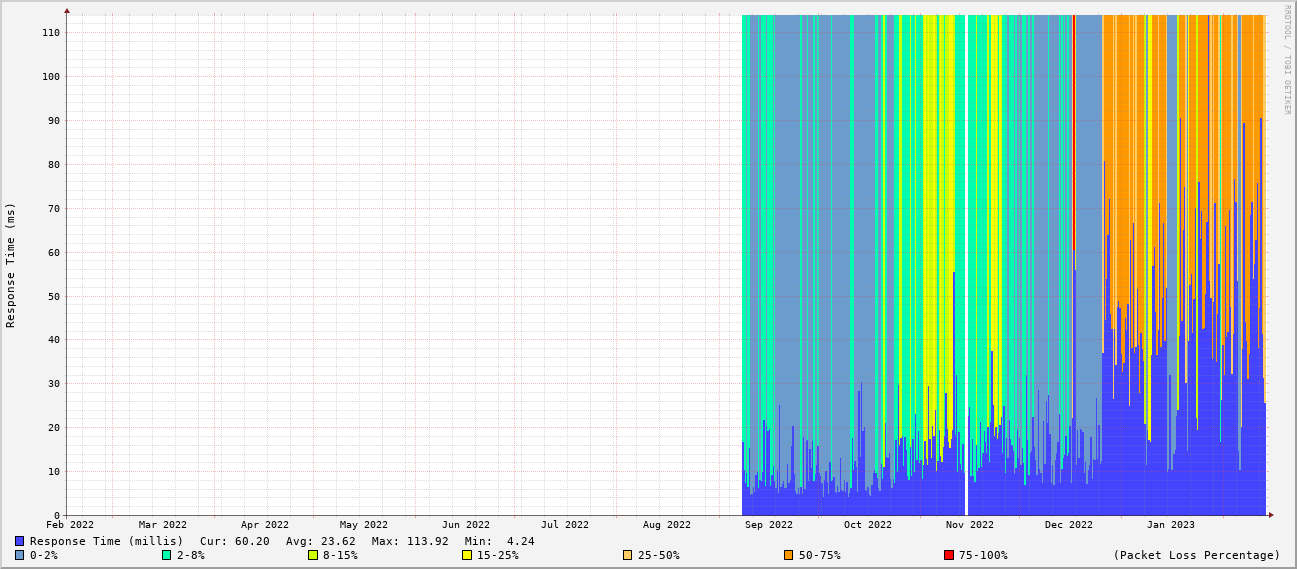 RRDTOOL / TOBI OETIKER
Response Time (ms)
110
100
90
80
70
60
50
40
30
20
10
0
Feb 2022 Mar 2022 Apr 2022 May 2022 Jun 2022 Jul 2022 Aug 2022 Sep 2022 Oct 2022 Nov 2022 Dec 2022 Jan 2023
Response Time (millis) Cur: 60.20 Avg: 23.62 Max: 113.92 Min: 4.24
0-2% 2-8% 8-15% 15-25% 25-50% 50-75% 75-100% (Packet Loss Percentage)